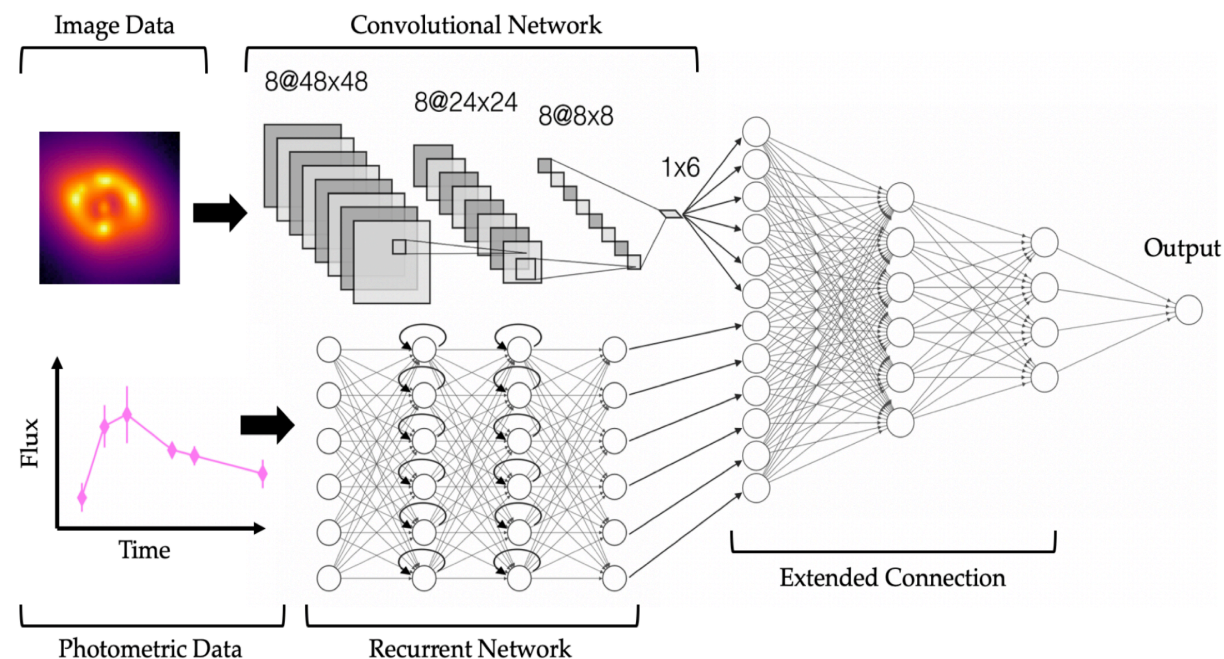 Image Data
Convolutional Network
8@48x48
8@24x24
8@8x8
1x6
Output
Flux
Time
Extended Connection
Photometric Data
Recurrent Network